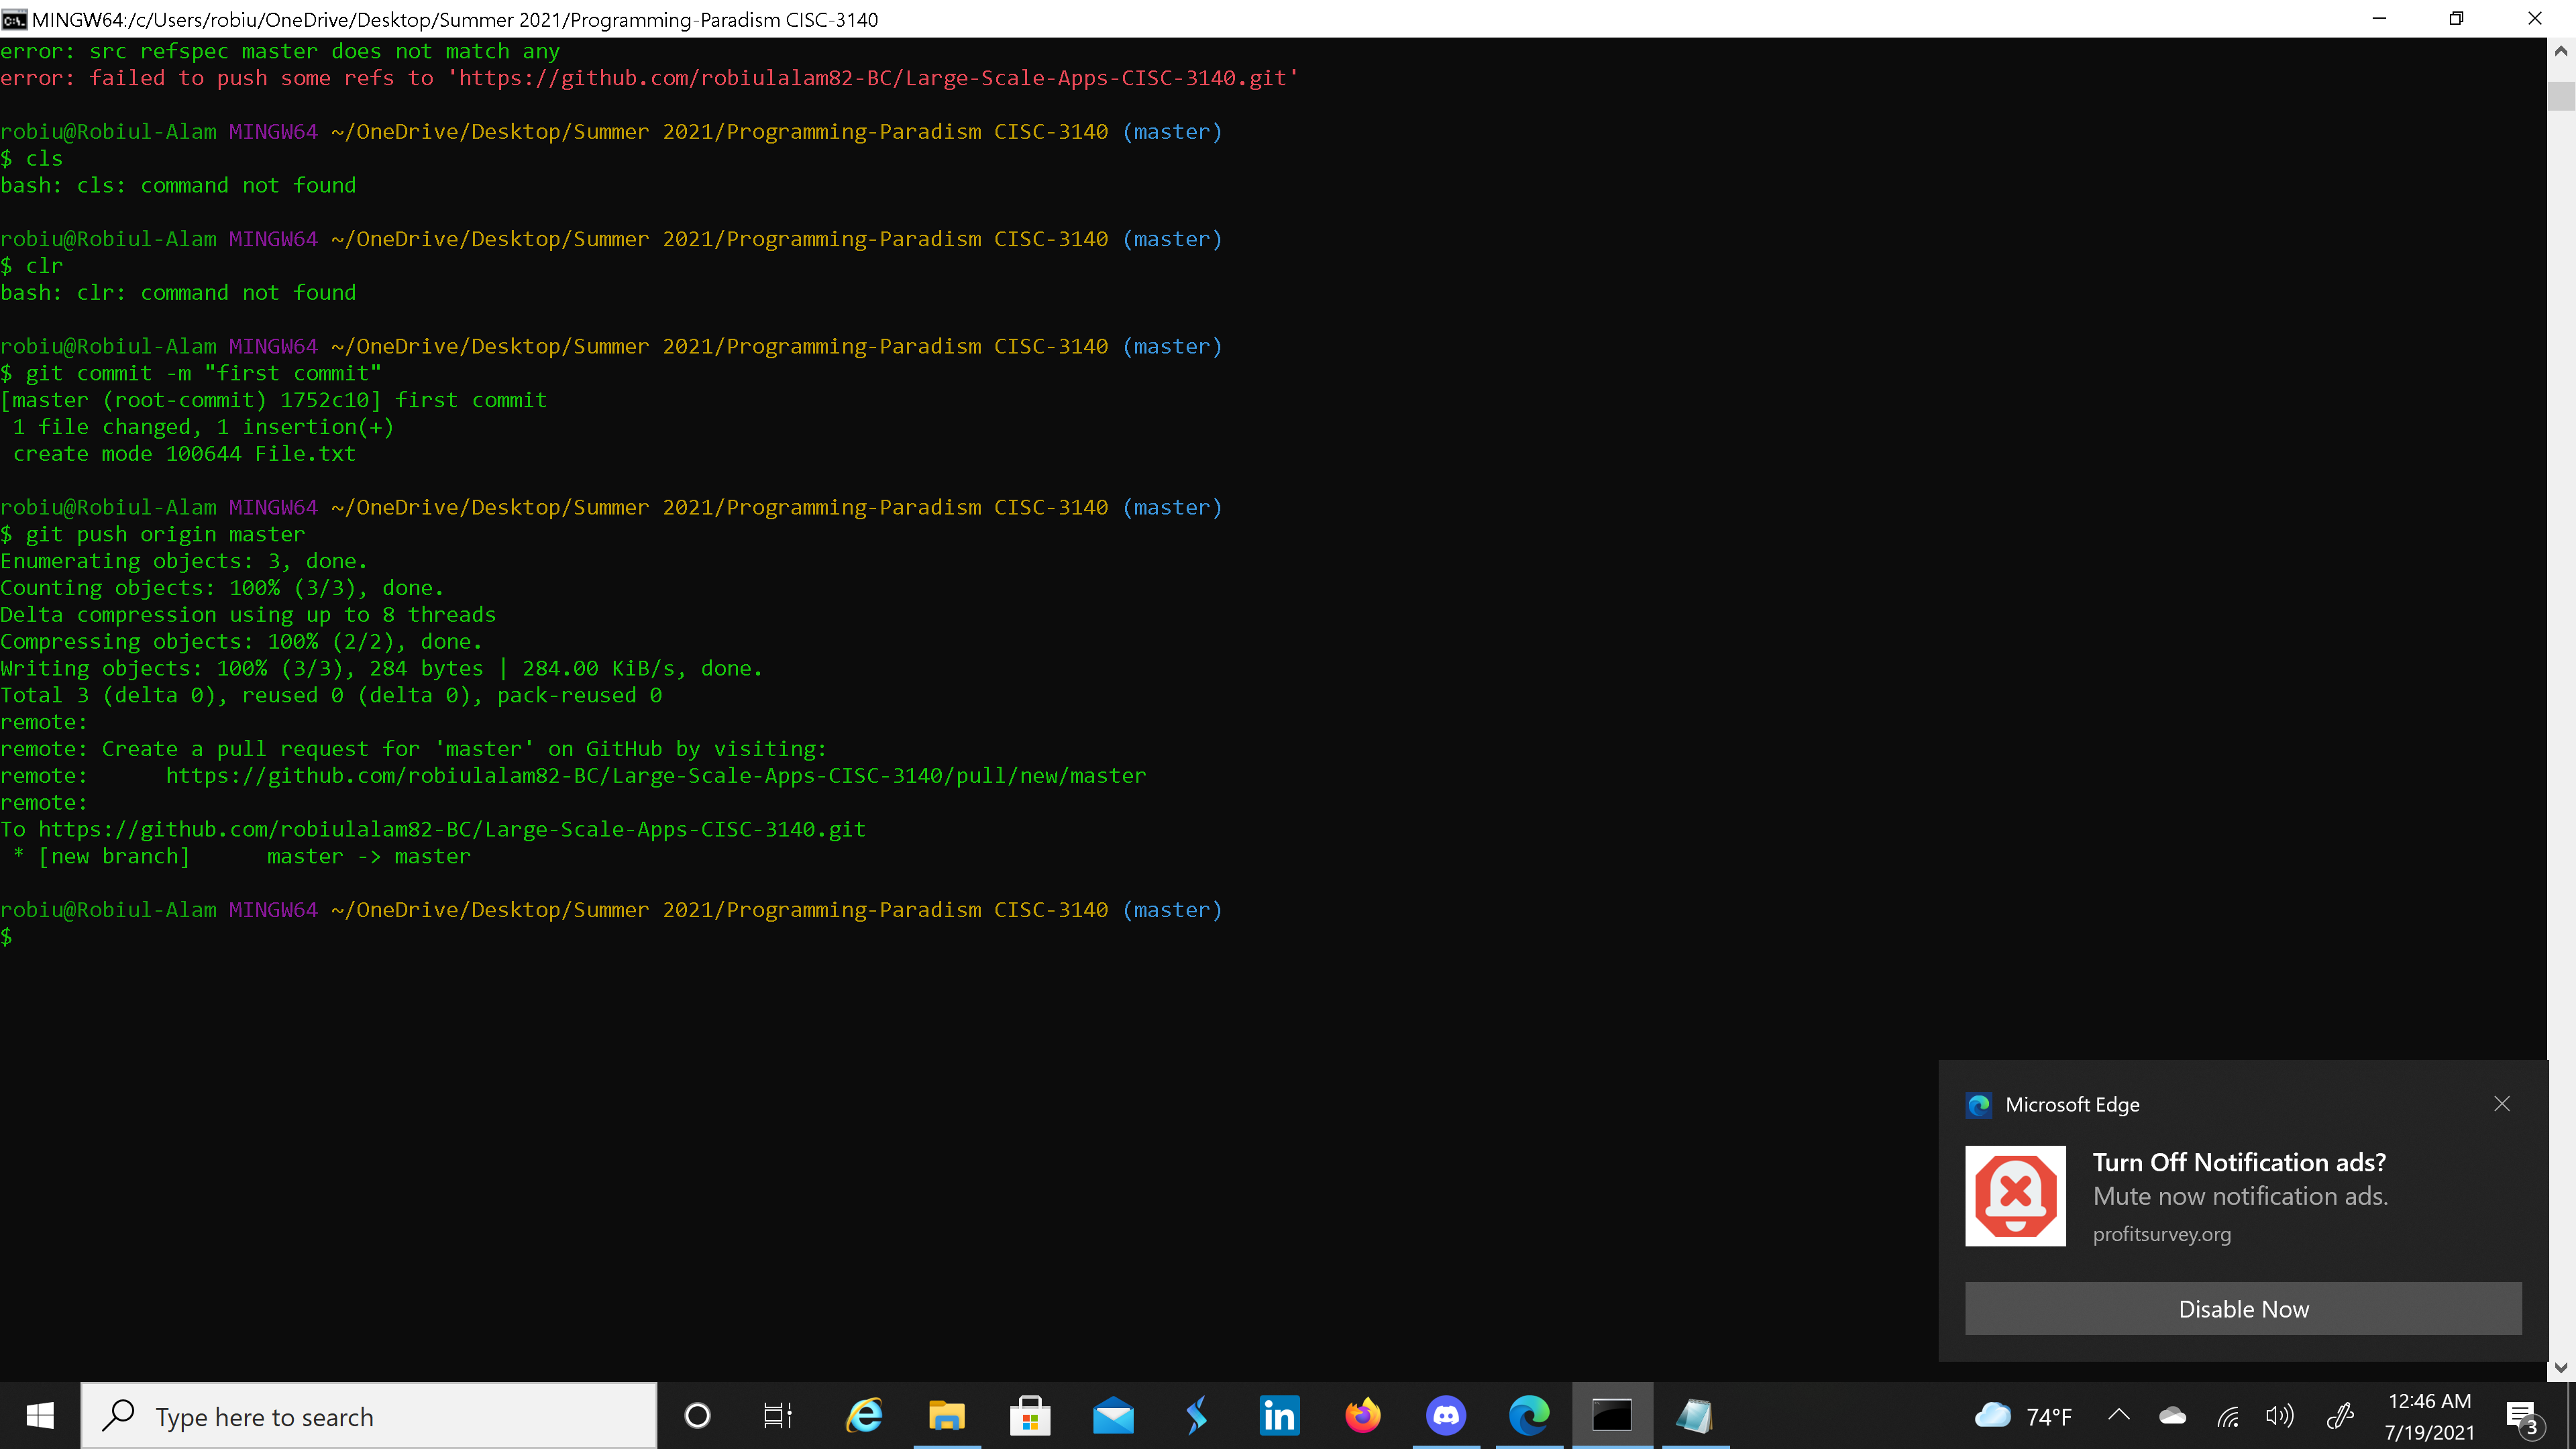 MINGW64:/c/Users/robiu/OneDrive/Desktop/Summer 2021/Programming-Paradism CISC-3140
error: src refspec master does not match any
error: failed to push some refs to 'https://github.com/robiulalam82-BC/Large-Scale-Apps-CISC-3140.git'
robiu@Robiul-Alam MINGW64 ~/OneDrive/Desktop/Summer 2021/Programming-Paradism CISC-3140 (master)
$ cls
bash: cls: command not found
robiu@Robiul-Alam MINGW64 ~/OneDrive/Desktop/Summer 2021/Programming-Paradism CISC-3140 (master)
$ clr
bash: clr: command not found
robiu@Robiul-Alam MINGW64 ~/OneDrive/Desktop/Summer 2021/Programming-Paradism CISC-3140 (master)
$ git commit -m "first commit"
[master (root-commit) 1752c10] first commit
 1 file changed, 1 insertion(+)
 create mode 100644 File.txt
robiu@Robiul-Alam MINGW64 ~/OneDrive/Desktop/Summer 2021/Programming-Paradism CISC-3140 (master)
$ git push origin master
Enumerating objects: 3, done.
Counting objects: 100% (3/3), done.
Delta compression using up to 8 threads
Compressing objects: 100% (2/2), done.
Writing objects: 100% (3/3), 284 bytes | 284.00 KiB/s, done.
Total 3 (delta 0), reused 0 (delta 0), pack-reused 0
remote:
remote: Create a pull request for 'master' on GitHub by visiting:
remote:      https://github.com/robiulalam82-BC/Large-Scale-Apps-CISC-3140/pull/new/master
remote:
To https://github.com/robiulalam82-BC/Large-Scale-Apps-CISC-3140.git
 * [new branch]      master -> master
robiu@Robiul-Alam MINGW64 ~/OneDrive/Desktop/Summer 2021/Programming-Paradism CISC-3140 (master)
$
Microsoft Edge
Turn Off Notification ads?
Mute now notification ads.
profitsurvey.org
Disable Now
Type here to search
in
74°F
12:46 AM
7/19/2021
3